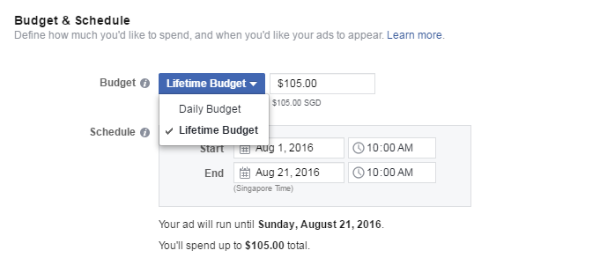 Budget & Schedule
Define how much you'd like to spend, and when you'd like your ads to appear. Learn more.
Budget Lifetime Budget $105.00
Daily Budget $105.00 SGD
Lifetime Budget
Schedule
Start Aug 1, 2016 10:00 AM
End Aug 21, 2016 10:00 AM
(Singapore Time)
Your ad will run until Sunday, August 21, 2016.
You'll spend up to $105.00 total.